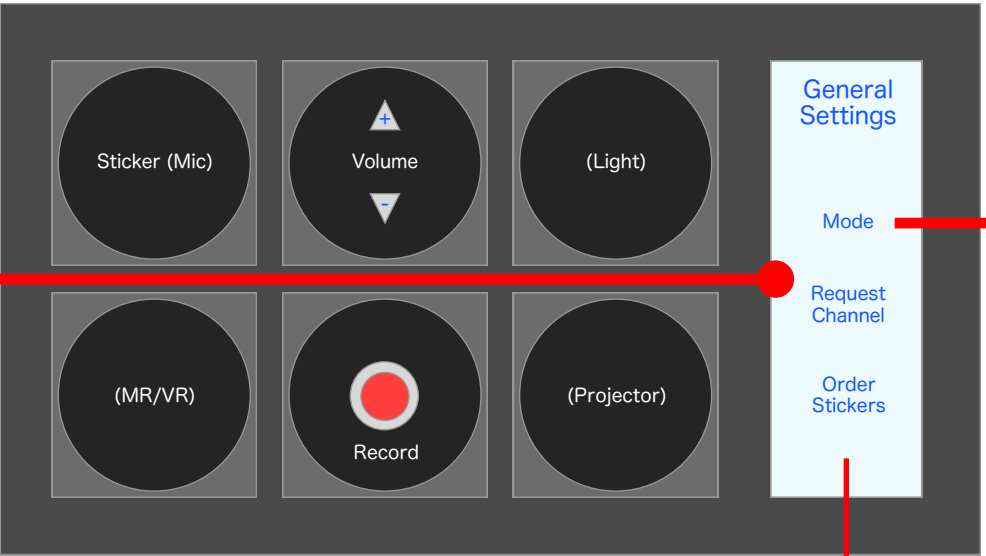 Sticker (Mic)
+
Volume
-
(Light)
(MR/VR)
Record
(Projector)
General
Settings
Mode
Request
Channel
Order
Stickers